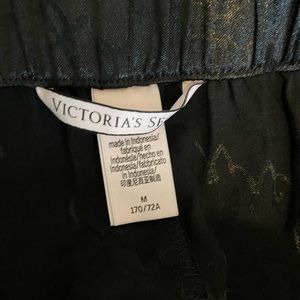 VICTORIA'S SE
made in Indonesia/
fabriqué en
Indonésie/hecho en
Indonesia/fabricato
in Indonesia/
印度尼西亚制造
M
170/72A